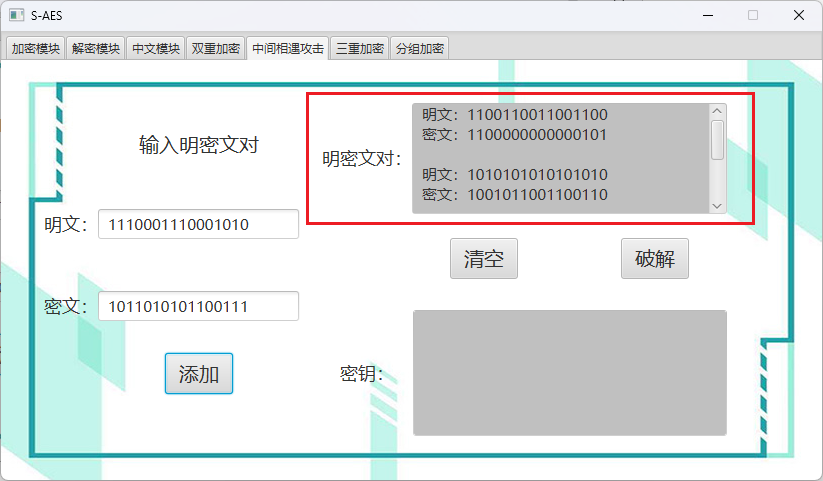 S-AES
加密模块 解密模块 中文模块 双重加密 中间相遇攻击 三重加密 分组加密
输入明密文对
明密文对：
明文：1100110011001100
密文：1100000000000101
明文：1010101010101010
密文：1001011001100110
明文： 1110001110001010
清空 破解
密文： 1011010101100111
添加
密钥：